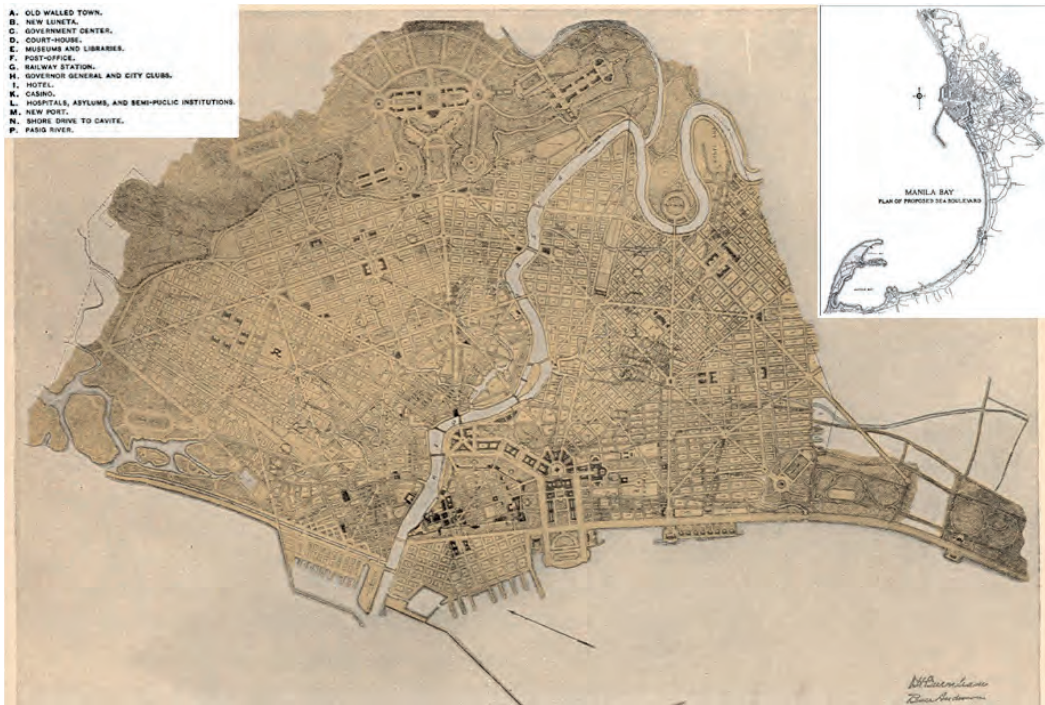 A. OLD WALLED TOWN.
B. NEW LUNETA.
C. GOVERNMENT CENTER.
D. COURT-HOUSE.
E. MUSEUMS AND LIBRARIES.
F. POST-OFFICE.
G. RAILWAY STATION.
H. GOVERNOR GENERAL AND CITY CLUBS.
I. HOTEL.
K. CASINO.
L. HOSPITALS, ASYLUMS, AND SEMI-PUCLIC INSTITUTIONS.
M. NEW PORT.
N. SHORE DRIVE TO CAVITE.
P. PASIG RIVER.
MANILA BAY
PLAN OF PROPOSED SEA BOULEVARD